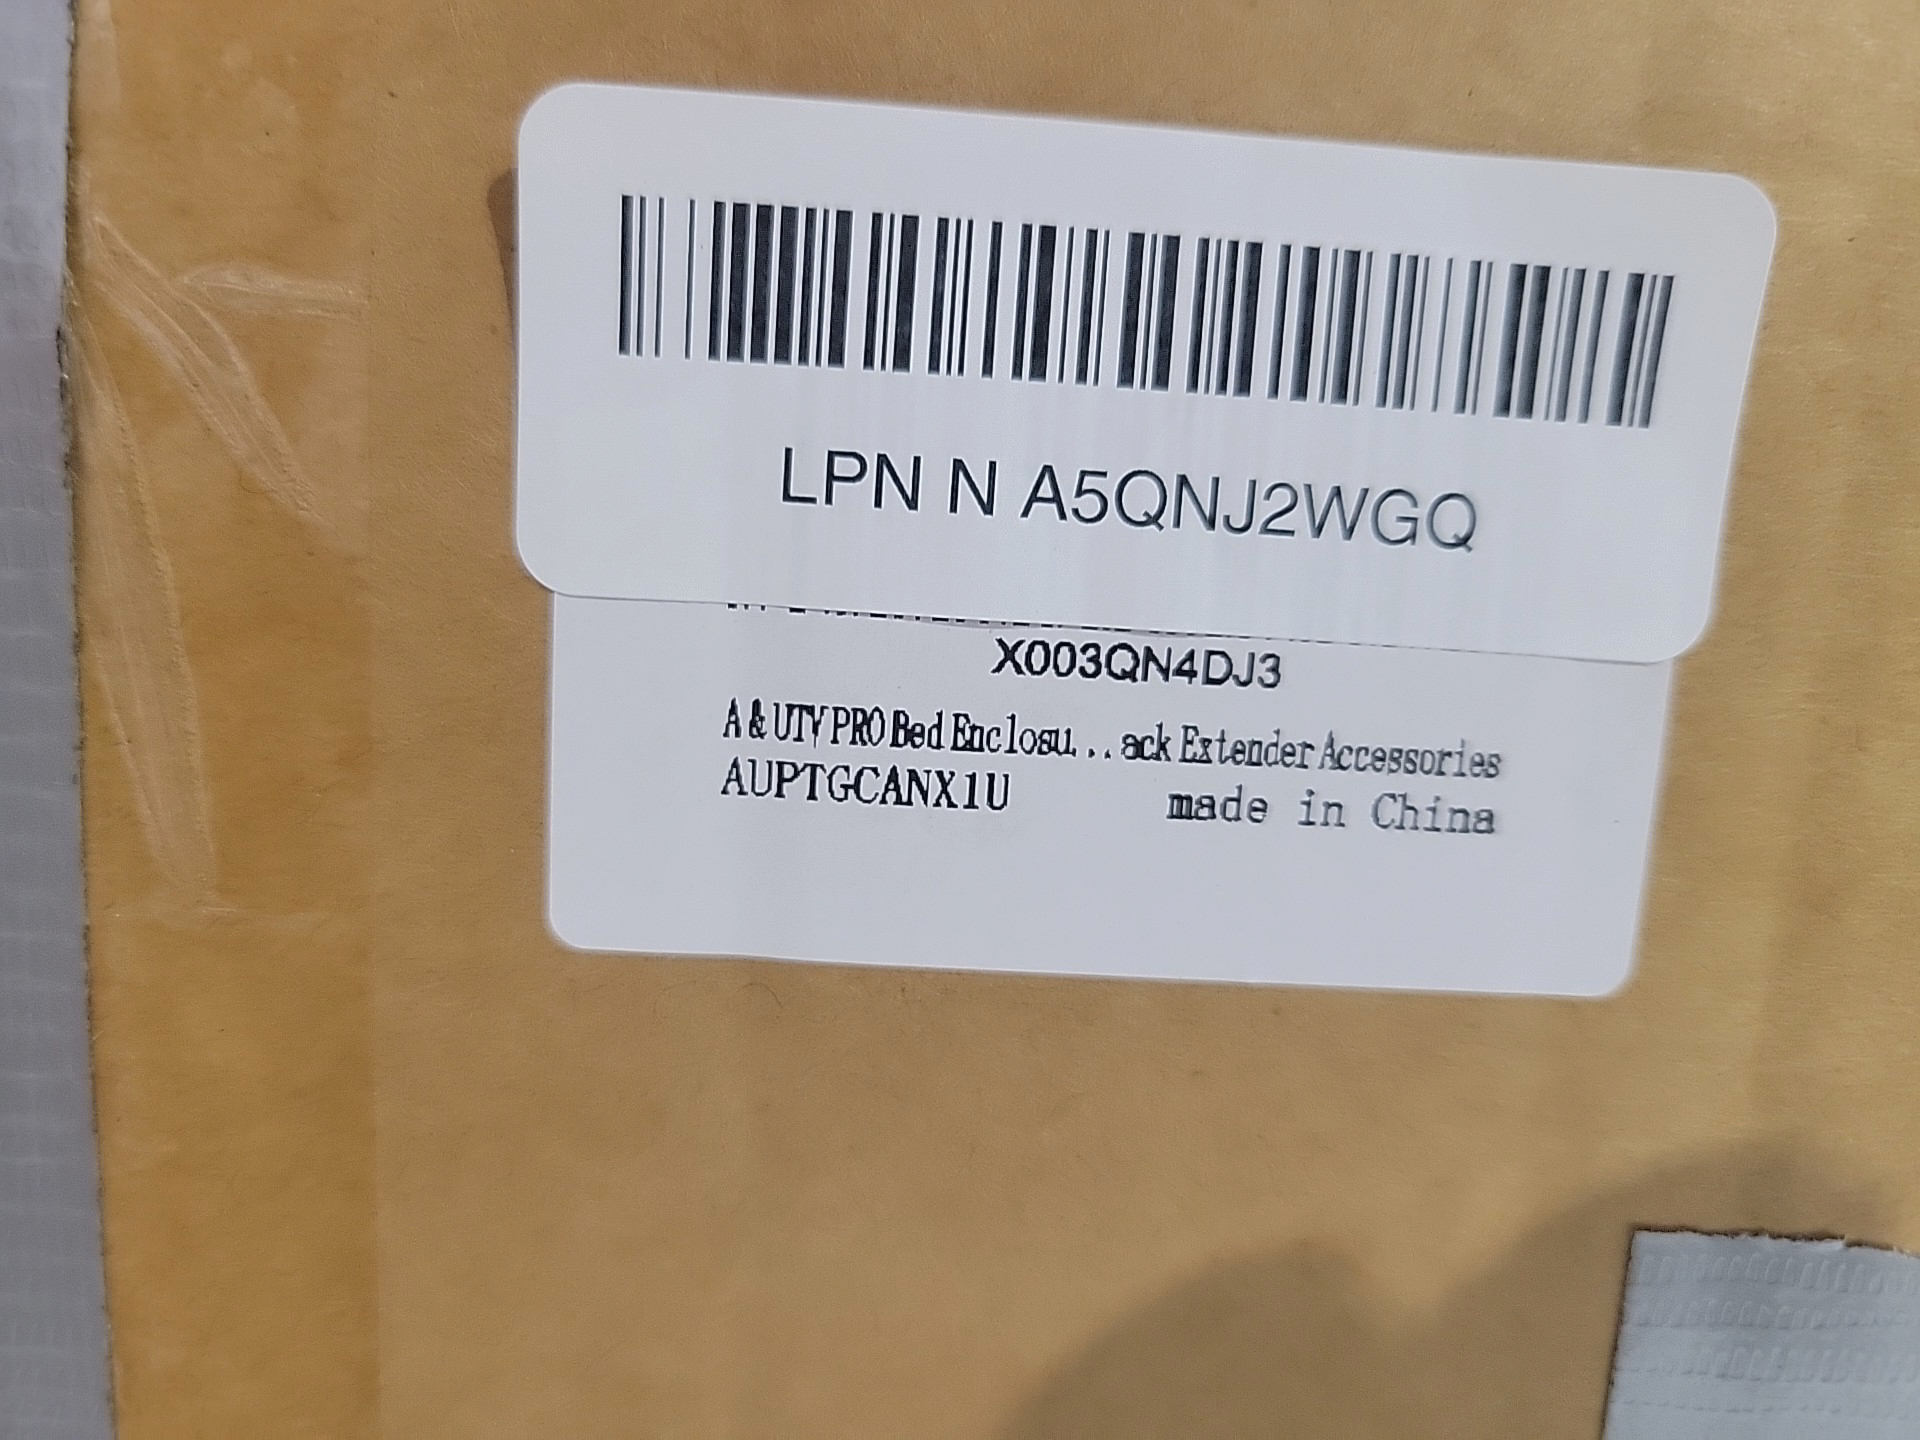 LPN N A5QNJ2WGQ
X003QN4DJ3
A & UTV PRO Bed Enclosu...ack Extender Accessories
AUPTGCANX1U made in China